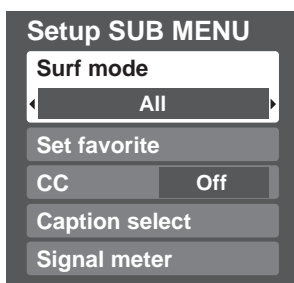 Setup SUB MENU
Surf mode
All
Set favorite
CC Off
Caption select
Signal meter